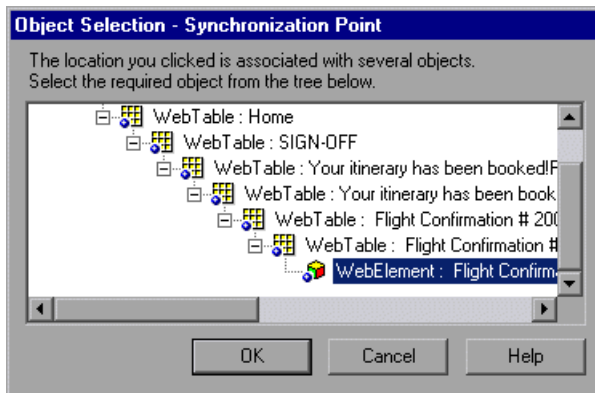 Object Selection - Synchronization Point
The location you clicked is associated with several objects.
Select the required object from the tree below.
WebTable : Home
WebTable : SIGN-OFF
WebTable : Your itinerary has been booked!F
WebTable : Your itinerary has been book
WebTable : Flight Confirmation # 200
WebTable : Flight Confirmation #
WebElement : Flight Confirma
OK Cancel Help